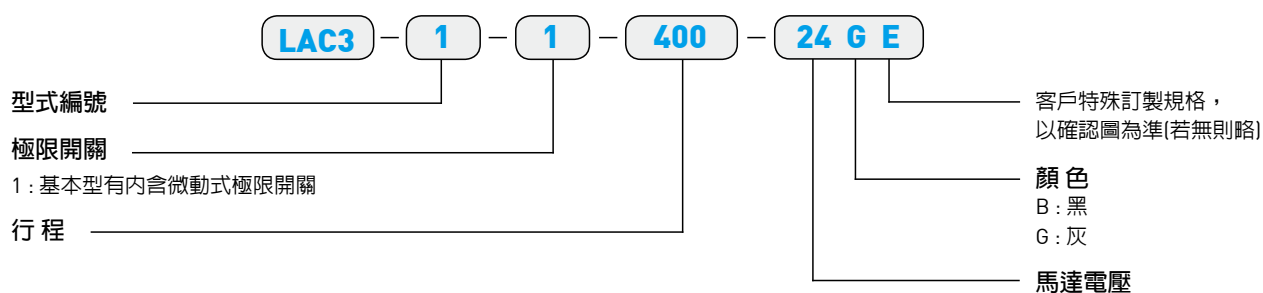 LAC3 – 1 – 1 – 400 – 24 G E
型式編號
極限開關
1 : 基本型有內含微動式極限開關
行 程
客戶特殊訂製規格，
以確認圖為準(若無則略)
顏 色
B : 黑
G : 灰
馬達電壓